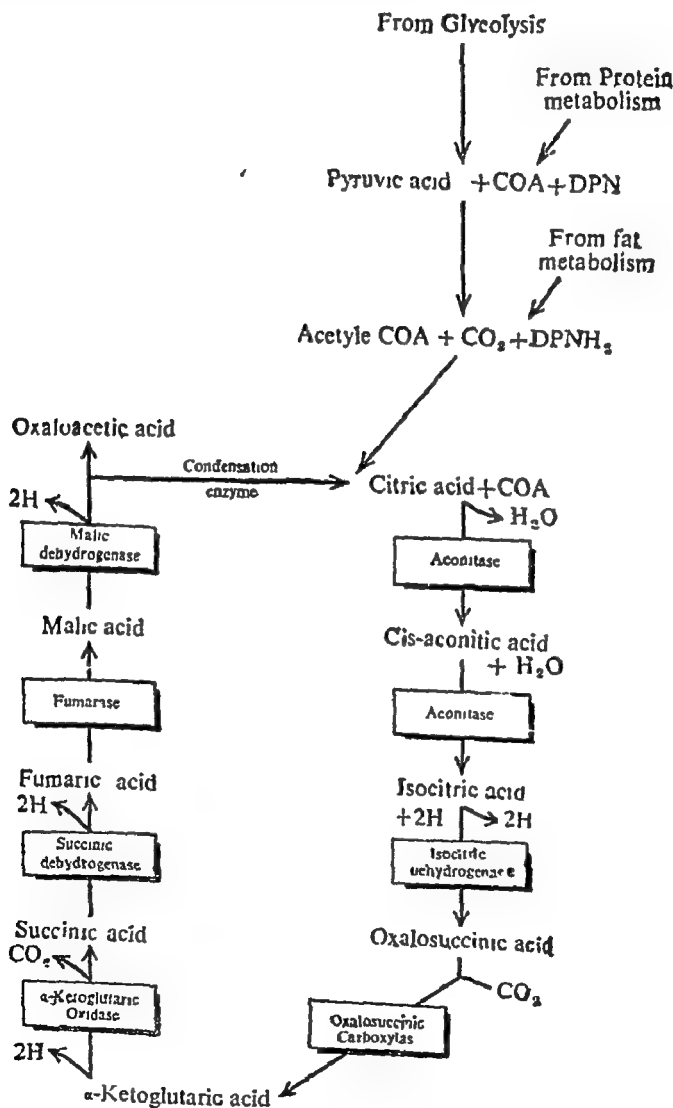 From Glycolysis
From Protein
metabolism
Pyruvic acid +COA+DPN
From fat
metabolism
Acetyle COA + CO₂+DPNH₂
Oxaloacetic acid
Condensation
enzyme
Citric acid+COA
H₂O
Aconitase
Cis-aconitic acid
+ H₂O
Aconitase
Isocitric acid
+2H
2H
Isocitric
dehydrogenase
Oxalosuccinic acid
CO₂
Oxalosuccinic
Carboxylas
α-Ketoglutaric acid
2H
α-Ketoglutaric
Oxidase
CO₂
Succinic acid
Succinic
dehydrogenase
2H
Fumaric acid
Fumarise
Malic acid
Malic
dehydrogenase
2H